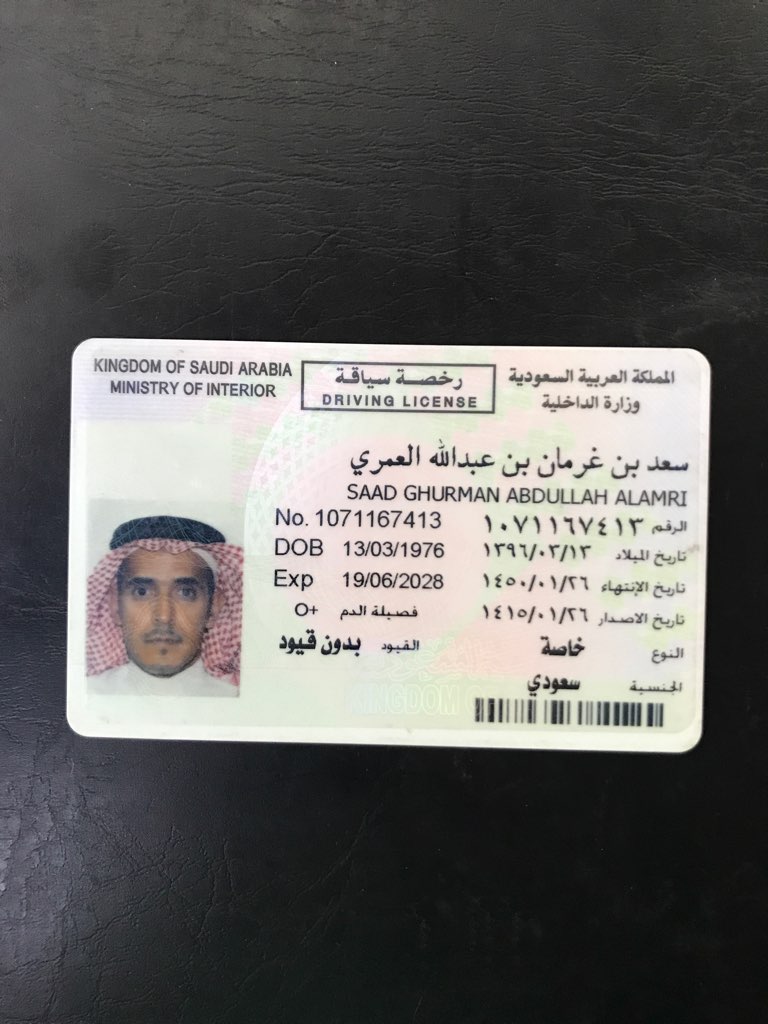 KINGDOM OF SAUDI ARABIA
MINISTRY OF INTERIOR
رخصة سياقة
DRIVING LICENSE
المملكة العربية السعودية
وزارة الداخلية
سعد بن غرمان بن عبدالله العمري
SAAD GHURMAN ABDULLAH ALAMRI
No. 1071167413 الرقم ١٠٧١١٦٧٤١٣
DOB 13/03/1976 تاريخ الميلاد ١٣٩٦/٠٣/١٣
Exp 19/06/2028 تاريخ الإنتهاء ١٤٥٠/٠١/٢٦
فصيلة الدم O+ تاريخ الاصدار ١٤١٥/٠١/٢٦
القيود بدون قيود النوع خاصة
الجنسية سعودي
KINGDOM O